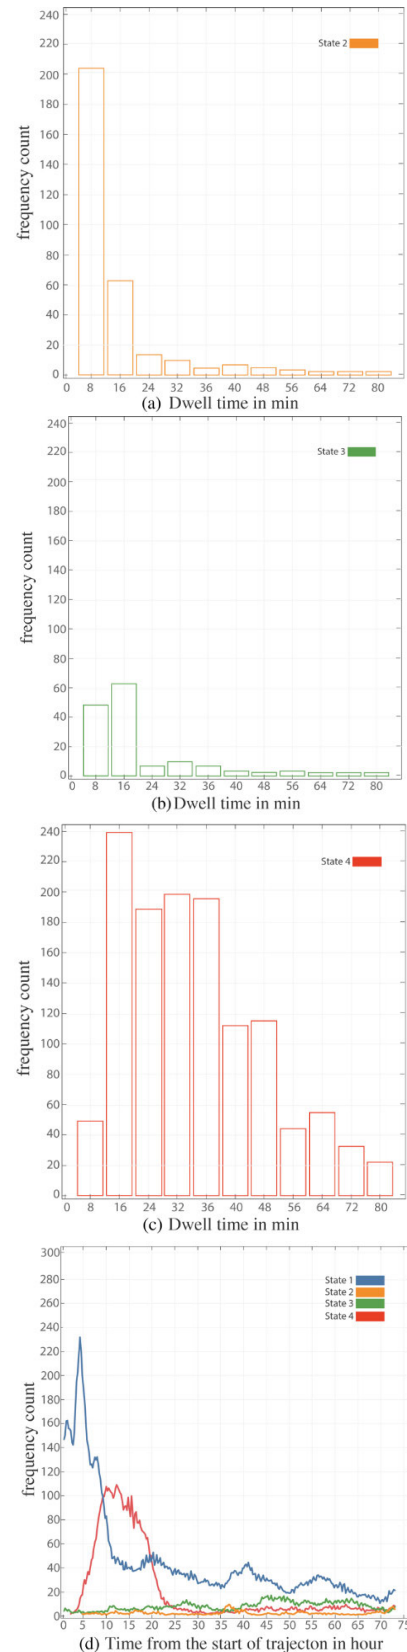 240
220
State 2
200
180
160
140
120
100
80
60
40
20
0
frequency count
0 8 16 24 32 36 40 48 56 64 72 80
(a) Dwell time in min
240
220
State 3
200
180
160
140
120
100
80
60
40
20
0
frequency count
0 8 16 24 32 36 40 48 56 64 72 80
(b) Dwell time in min
240
220
State 4
200
180
160
140
120
100
80
60
40
20
0
frequency count
0 8 16 24 32 36 40 48 56 64 72 80
(c) Dwell time in min
300
280
State 1
State 2
260
State 3
State 4
240
220
200
180
160
140
120
100
80
60
40
20
0
frequency count
0 5 10 15 20 25 30 35 40 45 50 55 60 65 70 75
(d) Time from the start of trajecton in hour